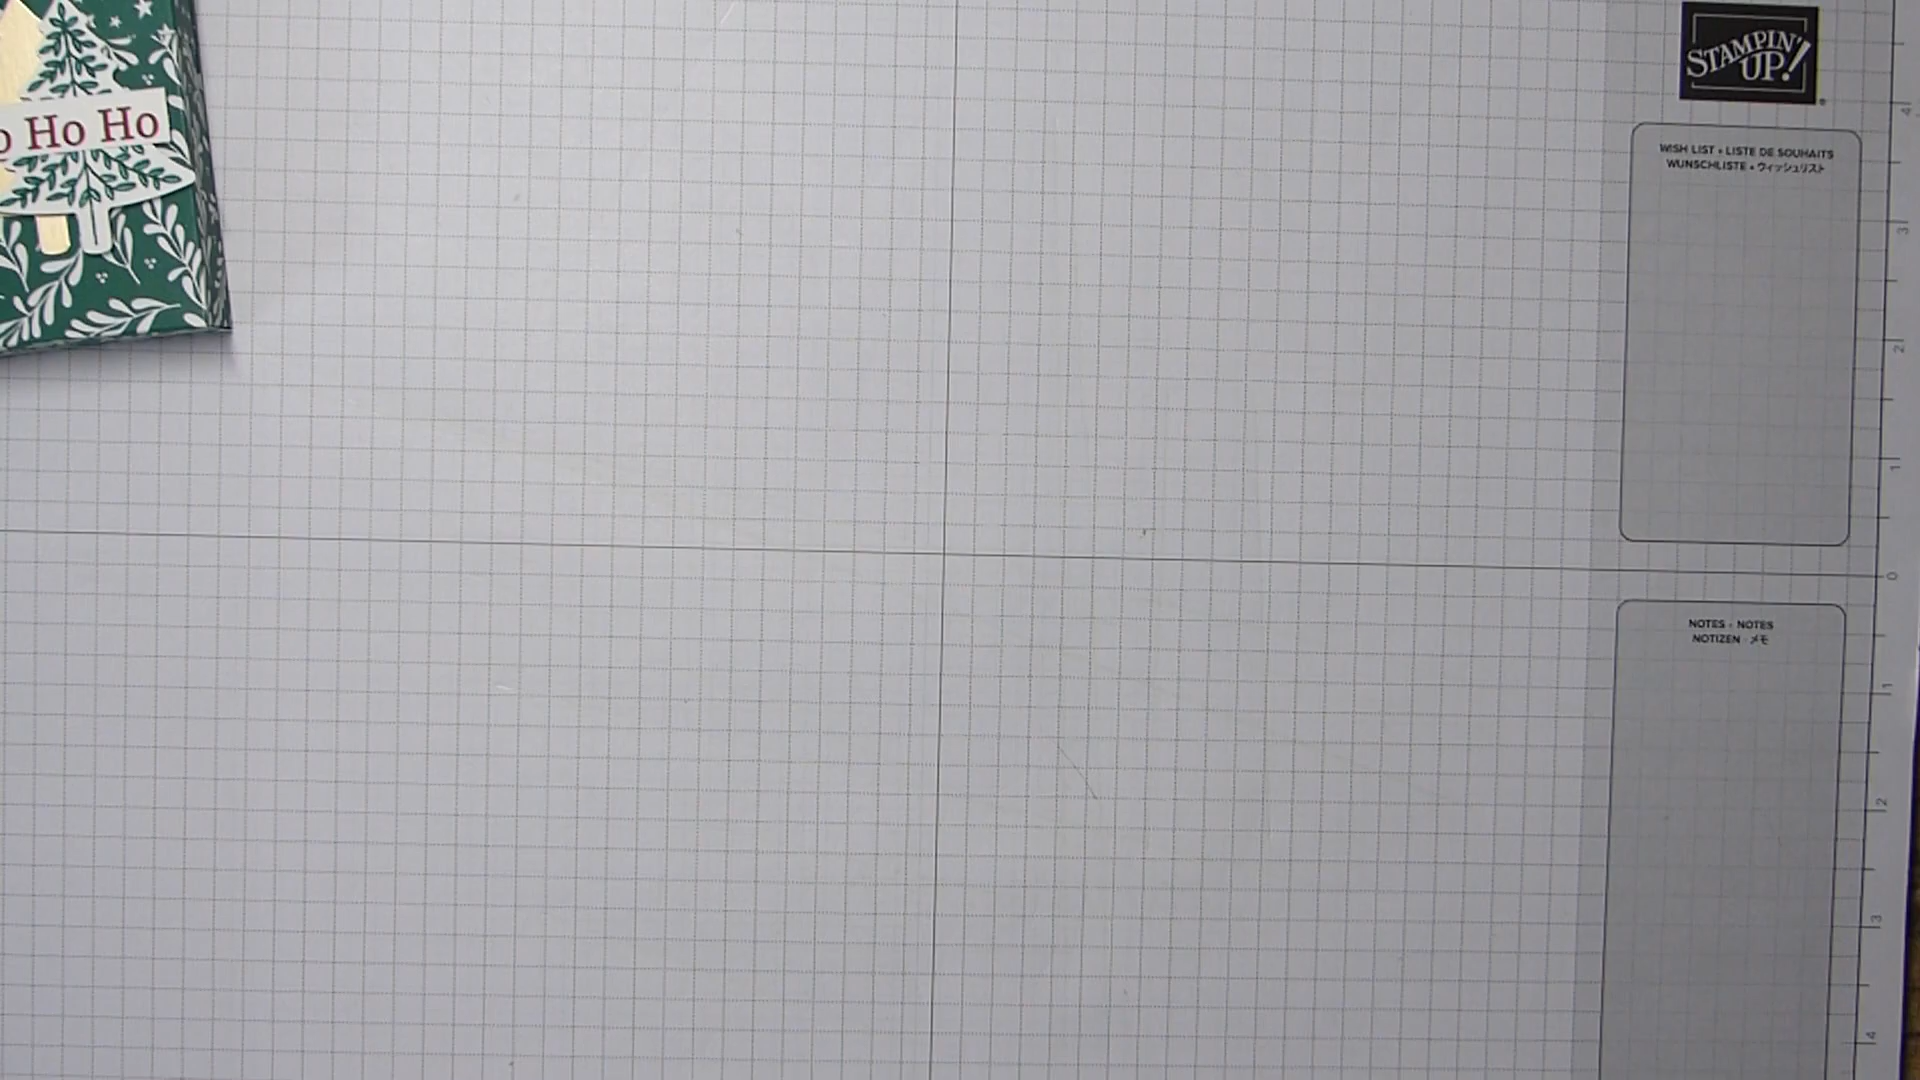 Ho Ho
STAMPIN'
UP!®
WISH LIST • LISTE DE SOUHAITS
WUNSCHLISTE • ウィッシュリスト
4
3
2
1
0
NOTES • NOTES
NOTIZEN • メモ
1
2
3
4